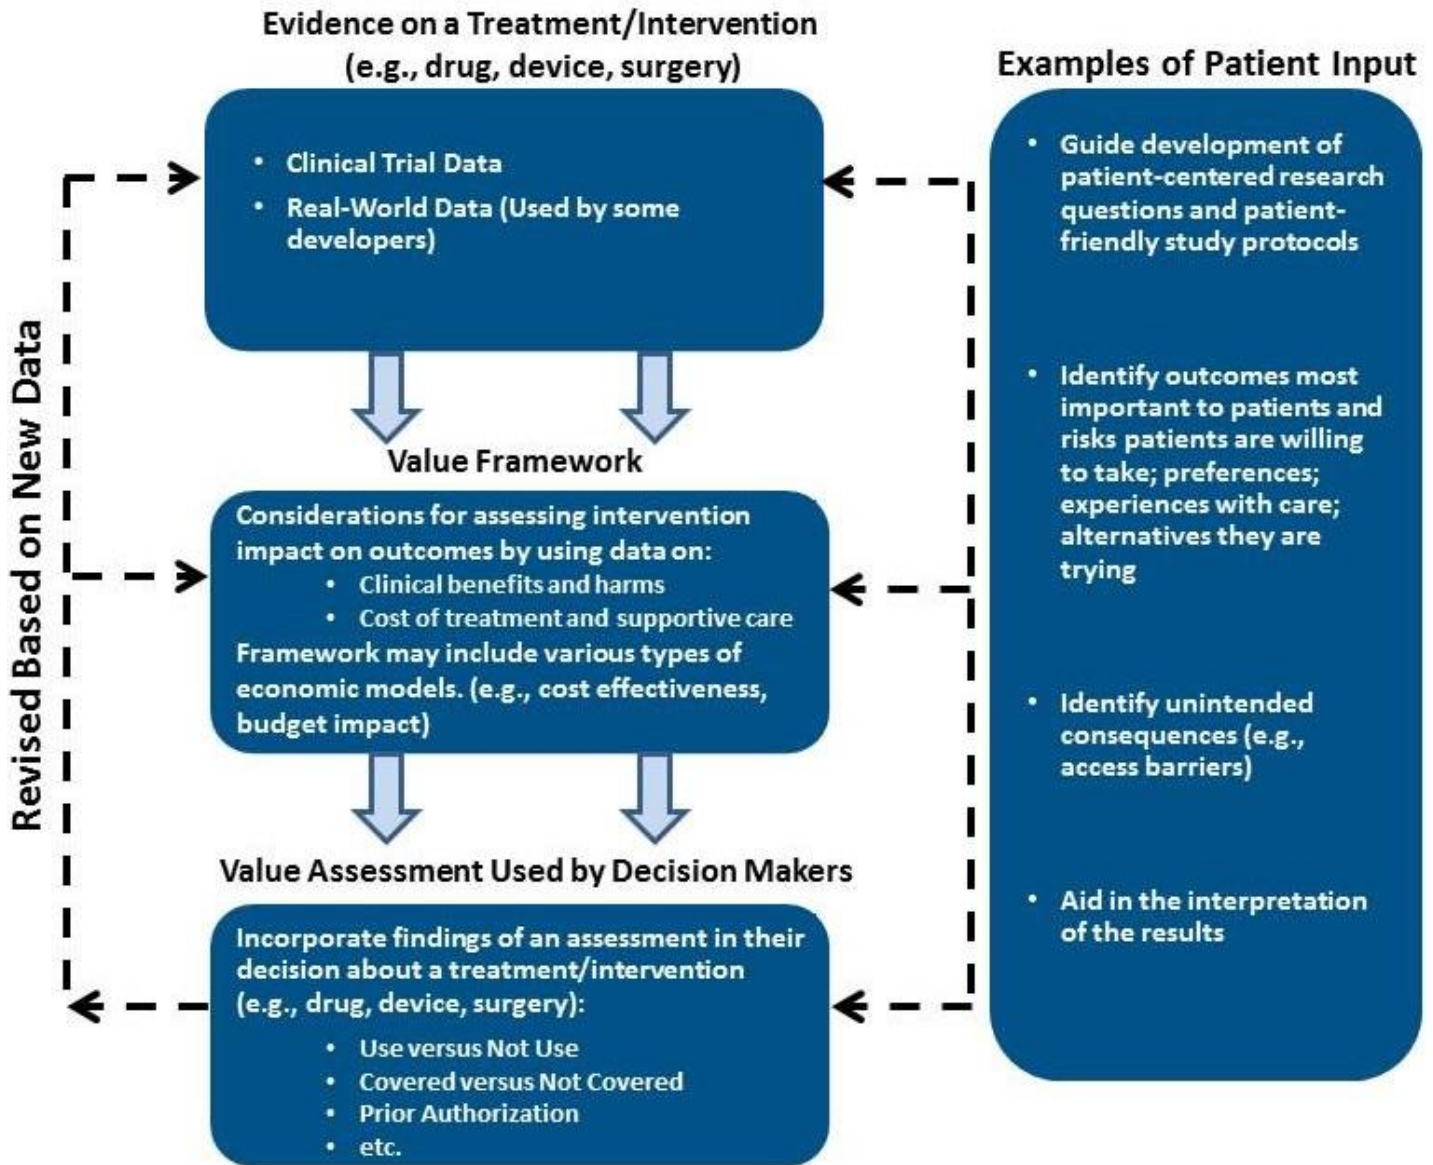 Evidence on a Treatment/Intervention
(e.g., drug, device, surgery)
• Clinical Trial Data
• Real-World Data (Used by some
developers)
Value Framework
Considerations for assessing intervention
impact on outcomes by using data on:
• Clinical benefits and harms
• Cost of treatment and supportive care
Framework may include various types of
economic models. (e.g., cost effectiveness,
budget impact)
Value Assessment Used by Decision Makers
Incorporate findings of an assessment in their
decision about a treatment/intervention
(e.g., drug, device, surgery):
• Use versus Not Use
• Covered versus Not Covered
• Prior Authorization
• etc.
Revised Based on New Data
Examples of Patient Input
• Guide development of
patient-centered research
questions and patient-
friendly study protocols
• Identify outcomes most
important to patients and
risks patients are willing
to take; preferences;
experiences with care;
alternatives they are
trying
• Identify unintended
consequences (e.g.,
access barriers)
• Aid in the interpretation
of the results